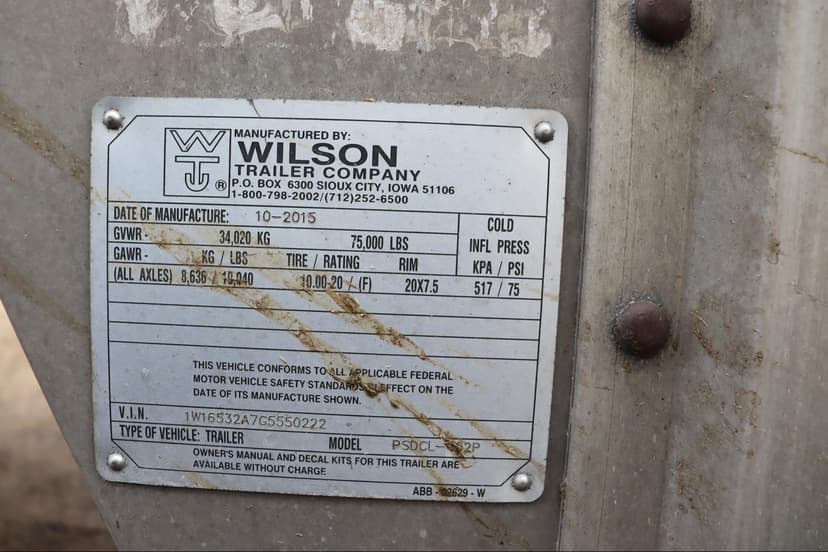 WTC ®
MANUFACTURED BY:
WILSON
TRAILER COMPANY
P.O. BOX 6300 SIOUX CITY, IOWA 51106
1-800-798-2002/(712)252-6500
DATE OF MANUFACTURE: 10-2015
GVWR - 34,020 KG 75,000 LBS
COLD
INFL PRESS
KPA / PSI
GAWR - KG / LBS TIRE / RATING RIM
(ALL AXLES) 8,636 / 19,040 10.00-20 / (F) 20X7.5 517 / 75
THIS VEHICLE CONFORMS TO ALL APPLICABLE FEDERAL
MOTOR VEHICLE SAFETY STANDARDS IN EFFECT ON THE
DATE OF ITS MANUFACTURE SHOWN.
V.I.N. 1W16532A7G5550222
TYPE OF VEHICLE: TRAILER MODEL
OWNER'S MANUAL AND DECAL KITS FOR THIS TRAILER ARE
AVAILABLE WITHOUT CHARGE
ABB - 02629 - W